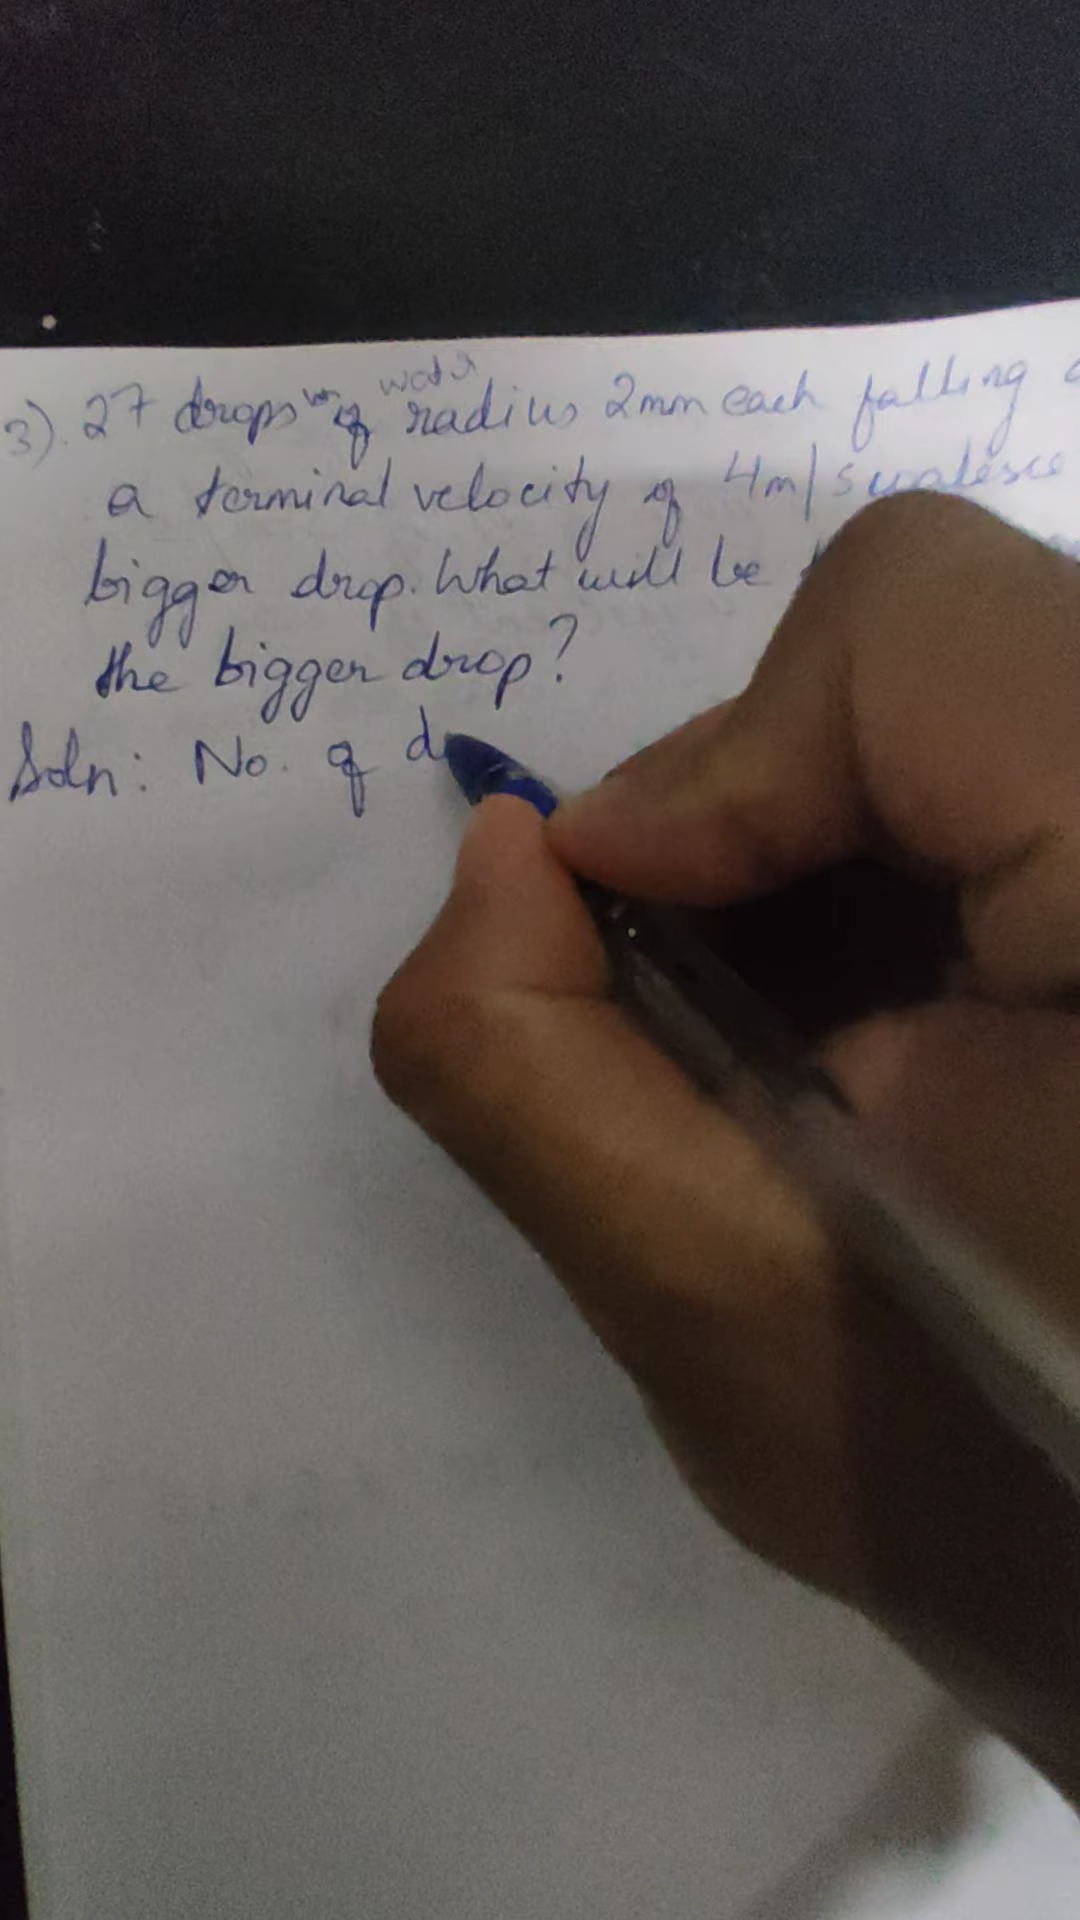 3). 27 drops of water radius 2mm each falling
a terminal velocity of 4m/s coalesce
bigger drop. What will be
the bigger drop?
Soln: No. of